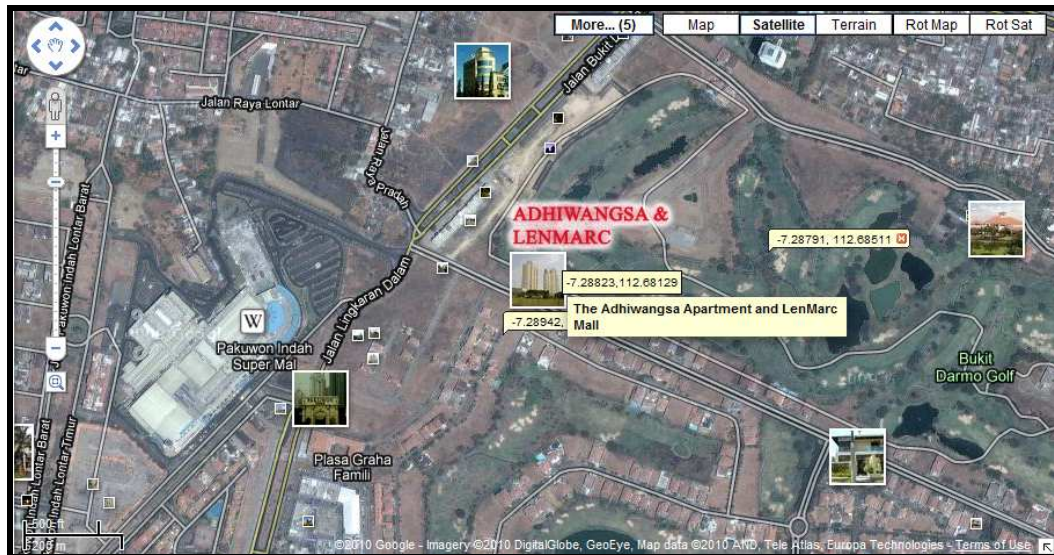 More... (5)
Map
Satellite
Terrain
Rot Map
Rot Sat
Jalan Bukit
Jalan Raya Lontar
Jalan Raya Pradah
ADHIWANGSA &
LENMARC
-7.28791, 112.68511
-7.28823,112.68129
The Adhiwangsa Apartment and LenMarc
Mall
-7.28942,
Jalan Lingkaran Dalam
Pakuwon Indah Lontar Barat
W
Pakuwon Indah
Super Mal
Bukit
Darmo Golf
Plasa Graha
Famili
Indah Lontar Barat
Indah Lontar Timur
500 ft
200 m
©2010 Google - Imagery ©2010 DigitalGlobe, GeoEye, Map data ©2010 AND, Tele Atlas, Europa Technologies - Terms of Use